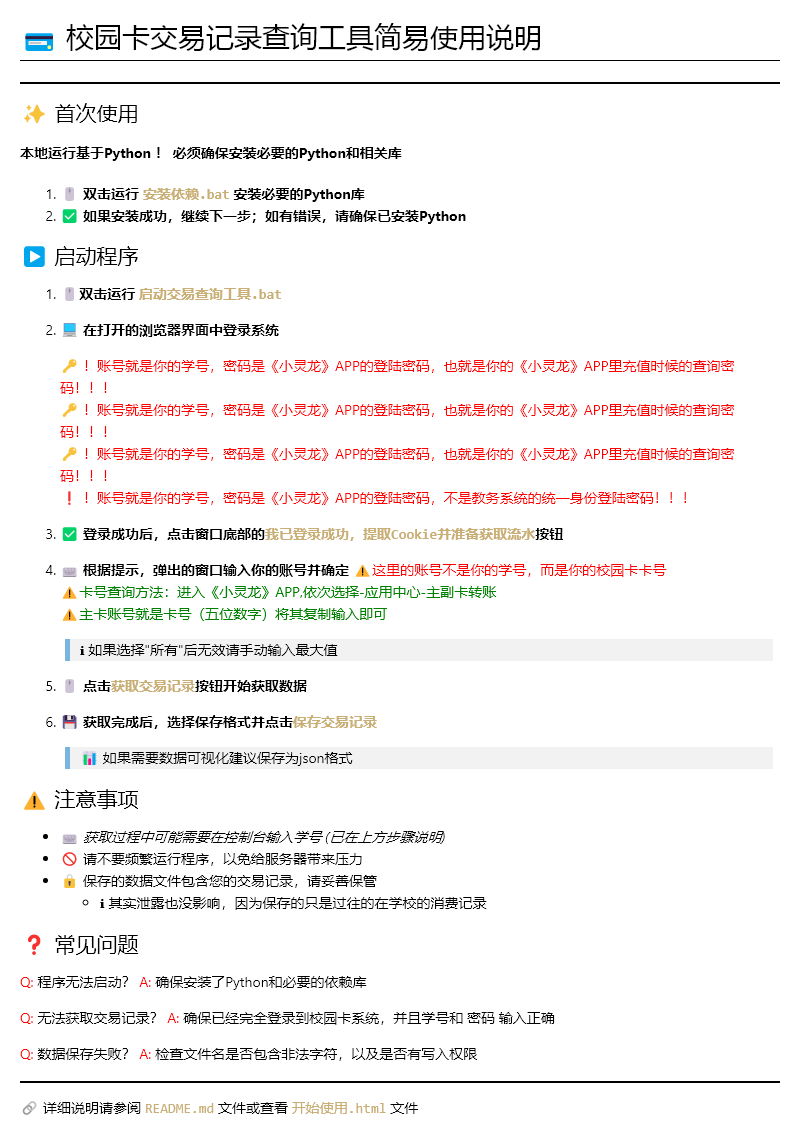 💳 校园卡交易记录查询工具简易使用说明
✨ 首次使用
本地运行基于Python！ 必须确保安装必要的Python和相关库
1. 🖱️ 双击运行 安装依赖.bat 安装必要的Python库
2. ✅ 如果安装成功，继续下一步；如有错误，请确保已安装Python
▶️ 启动程序
1. 🖱️双击运行 启动交易查询工具.bat
2. 💻 在打开的浏览器界面中登录系统
🔑！账号就是你的学号，密码是《小灵龙》APP的登陆密码，也就是你的《小灵龙》APP里充值时候的查询密
码！！！
🔑！账号就是你的学号，密码是《小灵龙》APP的登陆密码，也就是你的《小灵龙》APP里充值时候的查询密
码！！！
🔑！账号就是你的学号，密码是《小灵龙》APP的登陆密码，也就是你的《小灵龙》APP里充值时候的查询密
码！！！
❗！账号就是你的学号，密码是《小灵龙》APP的登陆密码，不是教务系统的统一身份登陆密码！！！
3. ✅ 登录成功后，点击窗口底部的我已登录成功，提取Cookie并准备获取流水按钮
4. ⌨️ 根据提示，弹出的窗口输入你的账号并确定 ⚠️这里的账号不是你的学号，而是你的校园卡卡号
⚠️卡号查询方法：进入《小灵龙》APP,依次选择-应用中心-主副卡转账
⚠️主卡账号就是卡号（五位数字）将其复制输入即可
ℹ 如果选择"所有"后无效请手动输入最大值
5. 🖱️ 点击获取交易记录按钮开始获取数据
6. 💾 获取完成后，选择保存格式并点击保存交易记录
📊 如果需要数据可视化建议保存为json格式
⚠️ 注意事项
• ⌨️ 获取过程中可能需要在控制台输入学号 (已在上方步骤说明)
• 🚫 请不要频繁运行程序，以免给服务器带来压力
• 🔒 保存的数据文件包含您的交易记录，请妥善保管
◦ ℹ 其实泄露也没影响，因为保存的只是过往的在学校的消费记录
❓ 常见问题
Q: 程序无法启动？ A: 确保安装了Python和必要的依赖库
Q: 无法获取交易记录？ A: 确保已经完全登录到校园卡系统，并且学号和 密码 输入正确
Q: 数据保存失败？ A: 检查文件名是否包含非法字符，以及是否有写入权限
🔗 详细说明请参阅 README.md 文件或查看 开始使用.html 文件